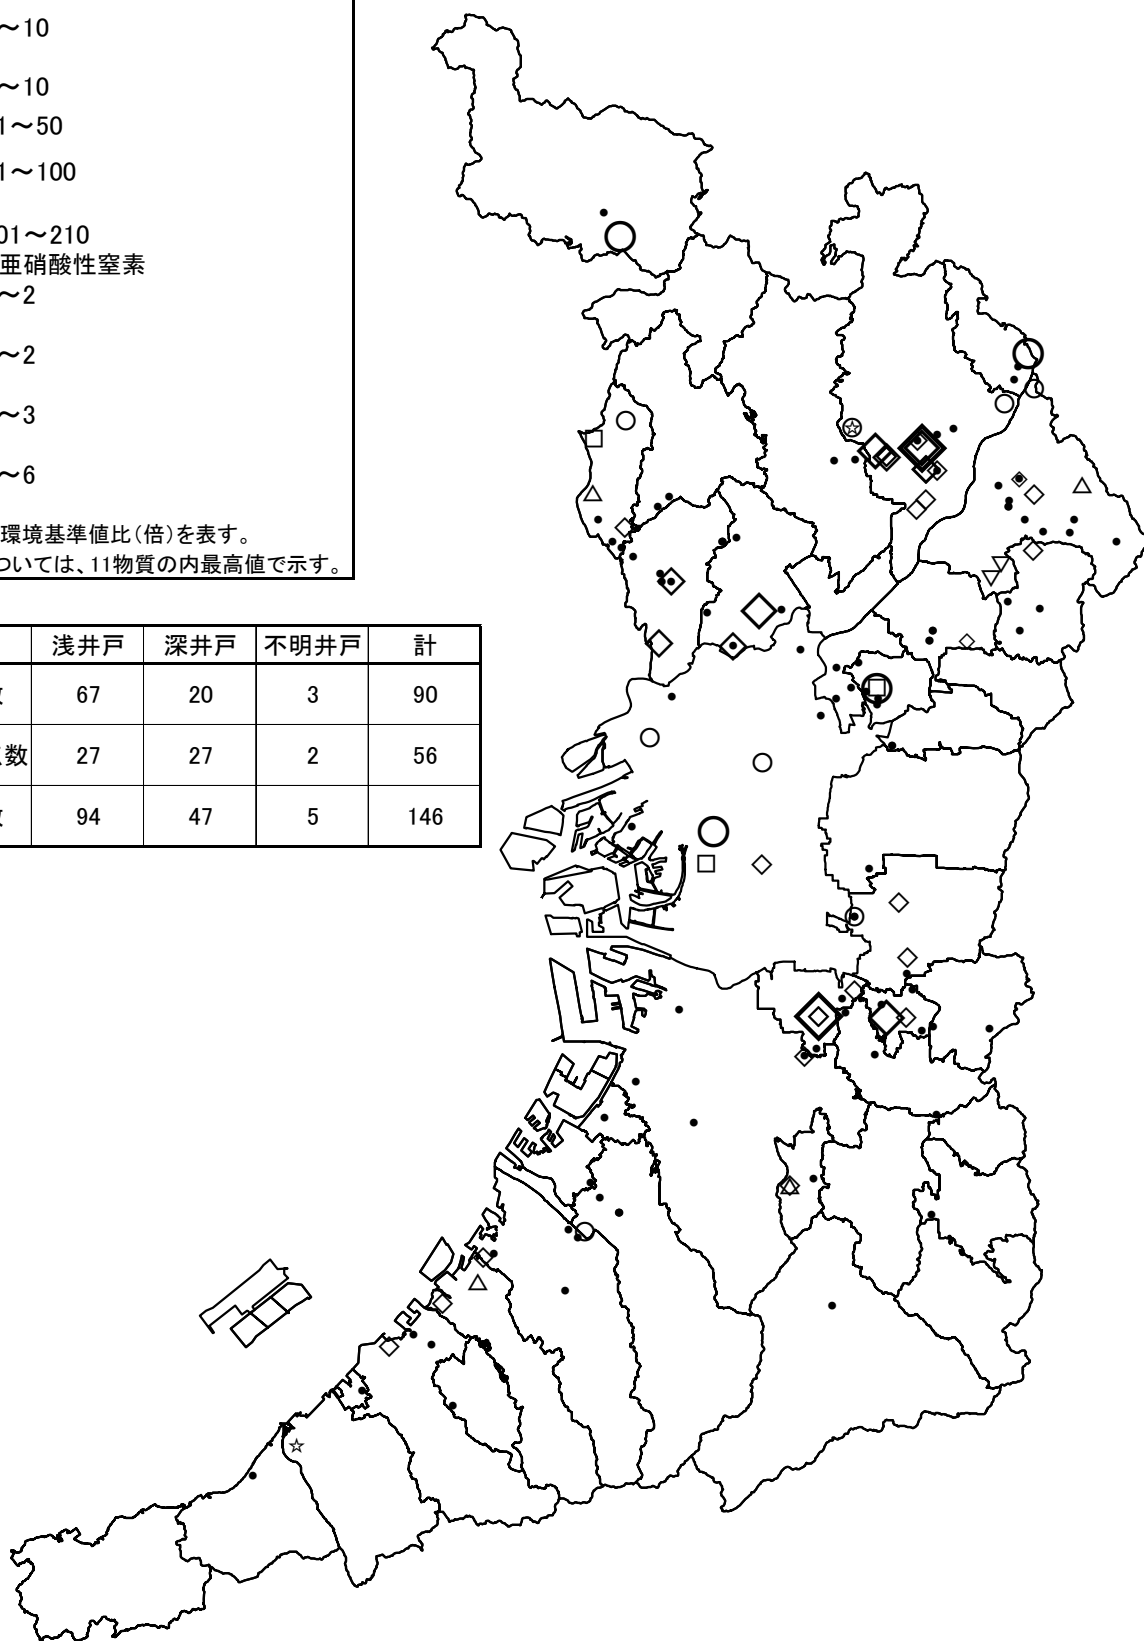 ～10
～10
1～50
1～100
01～210
亜硝酸性窒素
～2
～2
～3
～6
環境基準値比（倍）を表す。
ついては、11物質の内最高値で示す。
浅井戸 深井戸 不明井戸 計
数 67 20 3 90
数 27 27 2 56
数 94 47 5 146